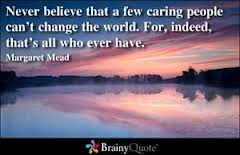 Never believe that a few caring people
can't change the world. For, indeed,
that's all who ever have.
Margaret Mead
BrainyQuote